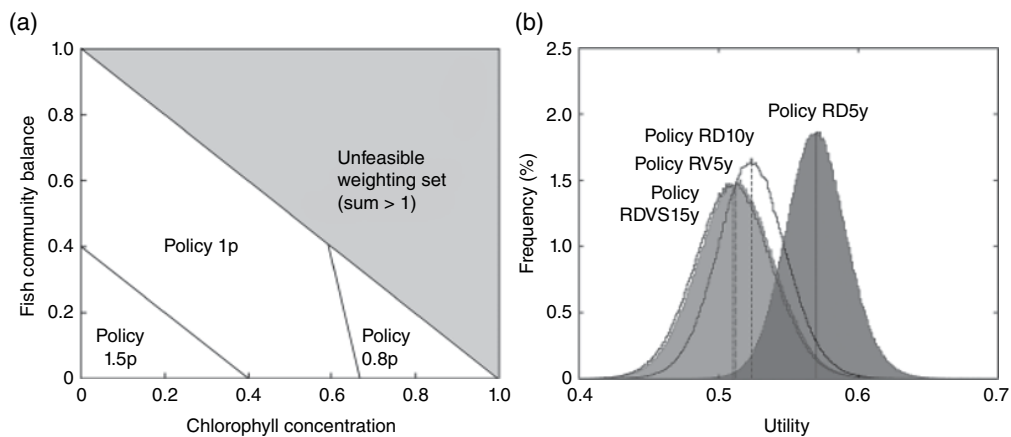 (a)
1.0
0.8
0.6
0.4
0.2
0
Fish community balance
Unfeasible
weighting set
(sum > 1)
Policy 1p
Policy
1.5p
Policy
0.8p
0
0.2
0.4
0.6
0.8
1.0
Chlorophyll concentration
(b)
2.5
2.0
1.5
1.0
0.5
0
Frequency (%)
Policy RD5y
Policy RD10y
Policy RV5y
Policy
RDVS15y
0.4
0.5
0.6
0.7
Utility